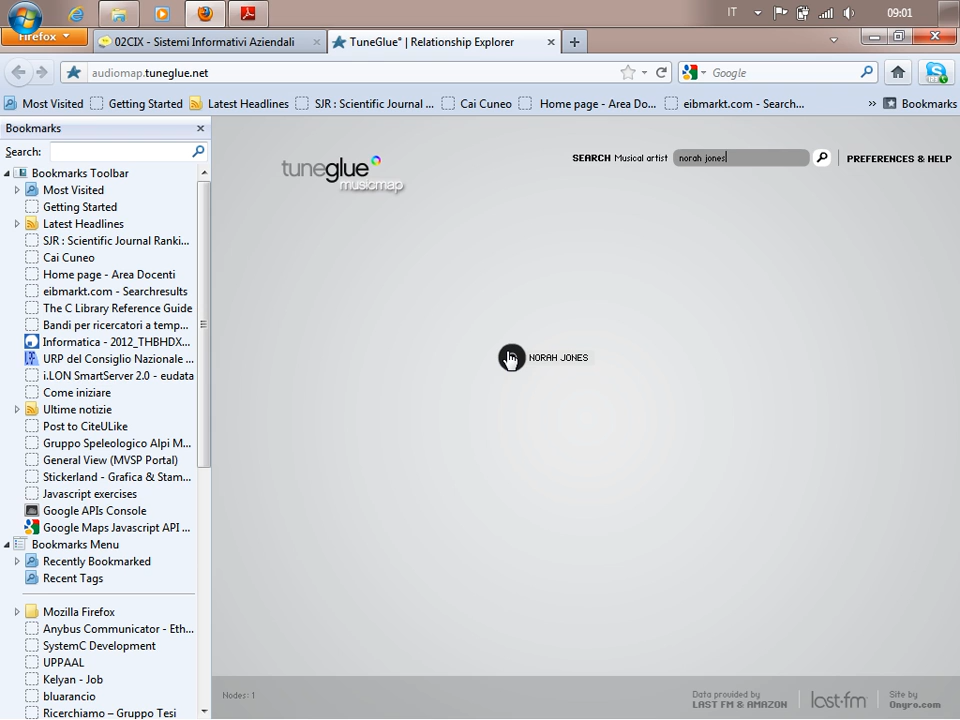 IT
09:01
Firefox
02CIX - Sistemi Informativi Aziendali
TuneGlue* | Relationship Explorer
audiomap.tuneglue.net
Google
Most Visited
Getting Started
Latest Headlines
SJR : Scientific Journal ...
Cai Cuneo
Home page - Area Do...
eibmarkt.com - Search...
»
Bookmarks
Bookmarks
Search:
Bookmarks Toolbar
Most Visited
Getting Started
Latest Headlines
SJR : Scientific Journal Ranki...
Cai Cuneo
Home page - Area Docenti
eibmarkt.com - Searchresults
The C Library Reference Guide
Bandi per ricercatori a temp...
Informatica - 2012_THBHDX...
URP del Consiglio Nazionale ...
i.LON SmartServer 2.0 - eudata
Come iniziare
Ultime notizie
Post to CiteULike
Gruppo Speleologico Alpi M...
General View (MVSP Portal)
Stickerland - Grafica & Stam...
Javascript exercises
Google APIs Console
Google Maps Javascript API ...
Bookmarks Menu
Recently Bookmarked
Recent Tags
Mozilla Firefox
Anybus Communicator - Eth...
SystemC Development
UPPAAL
Kelyan - Job
bluarancio
Ricerchiamo – Gruppo Tesi
tuneglue
musicmap
SEARCH Musical artist
norah jones
PREFERENCES & HELP
NORAH JONES
Nodes: 1
Data provided by
LAST FM & AMAZON
last.fm
Site by
Onyro.com